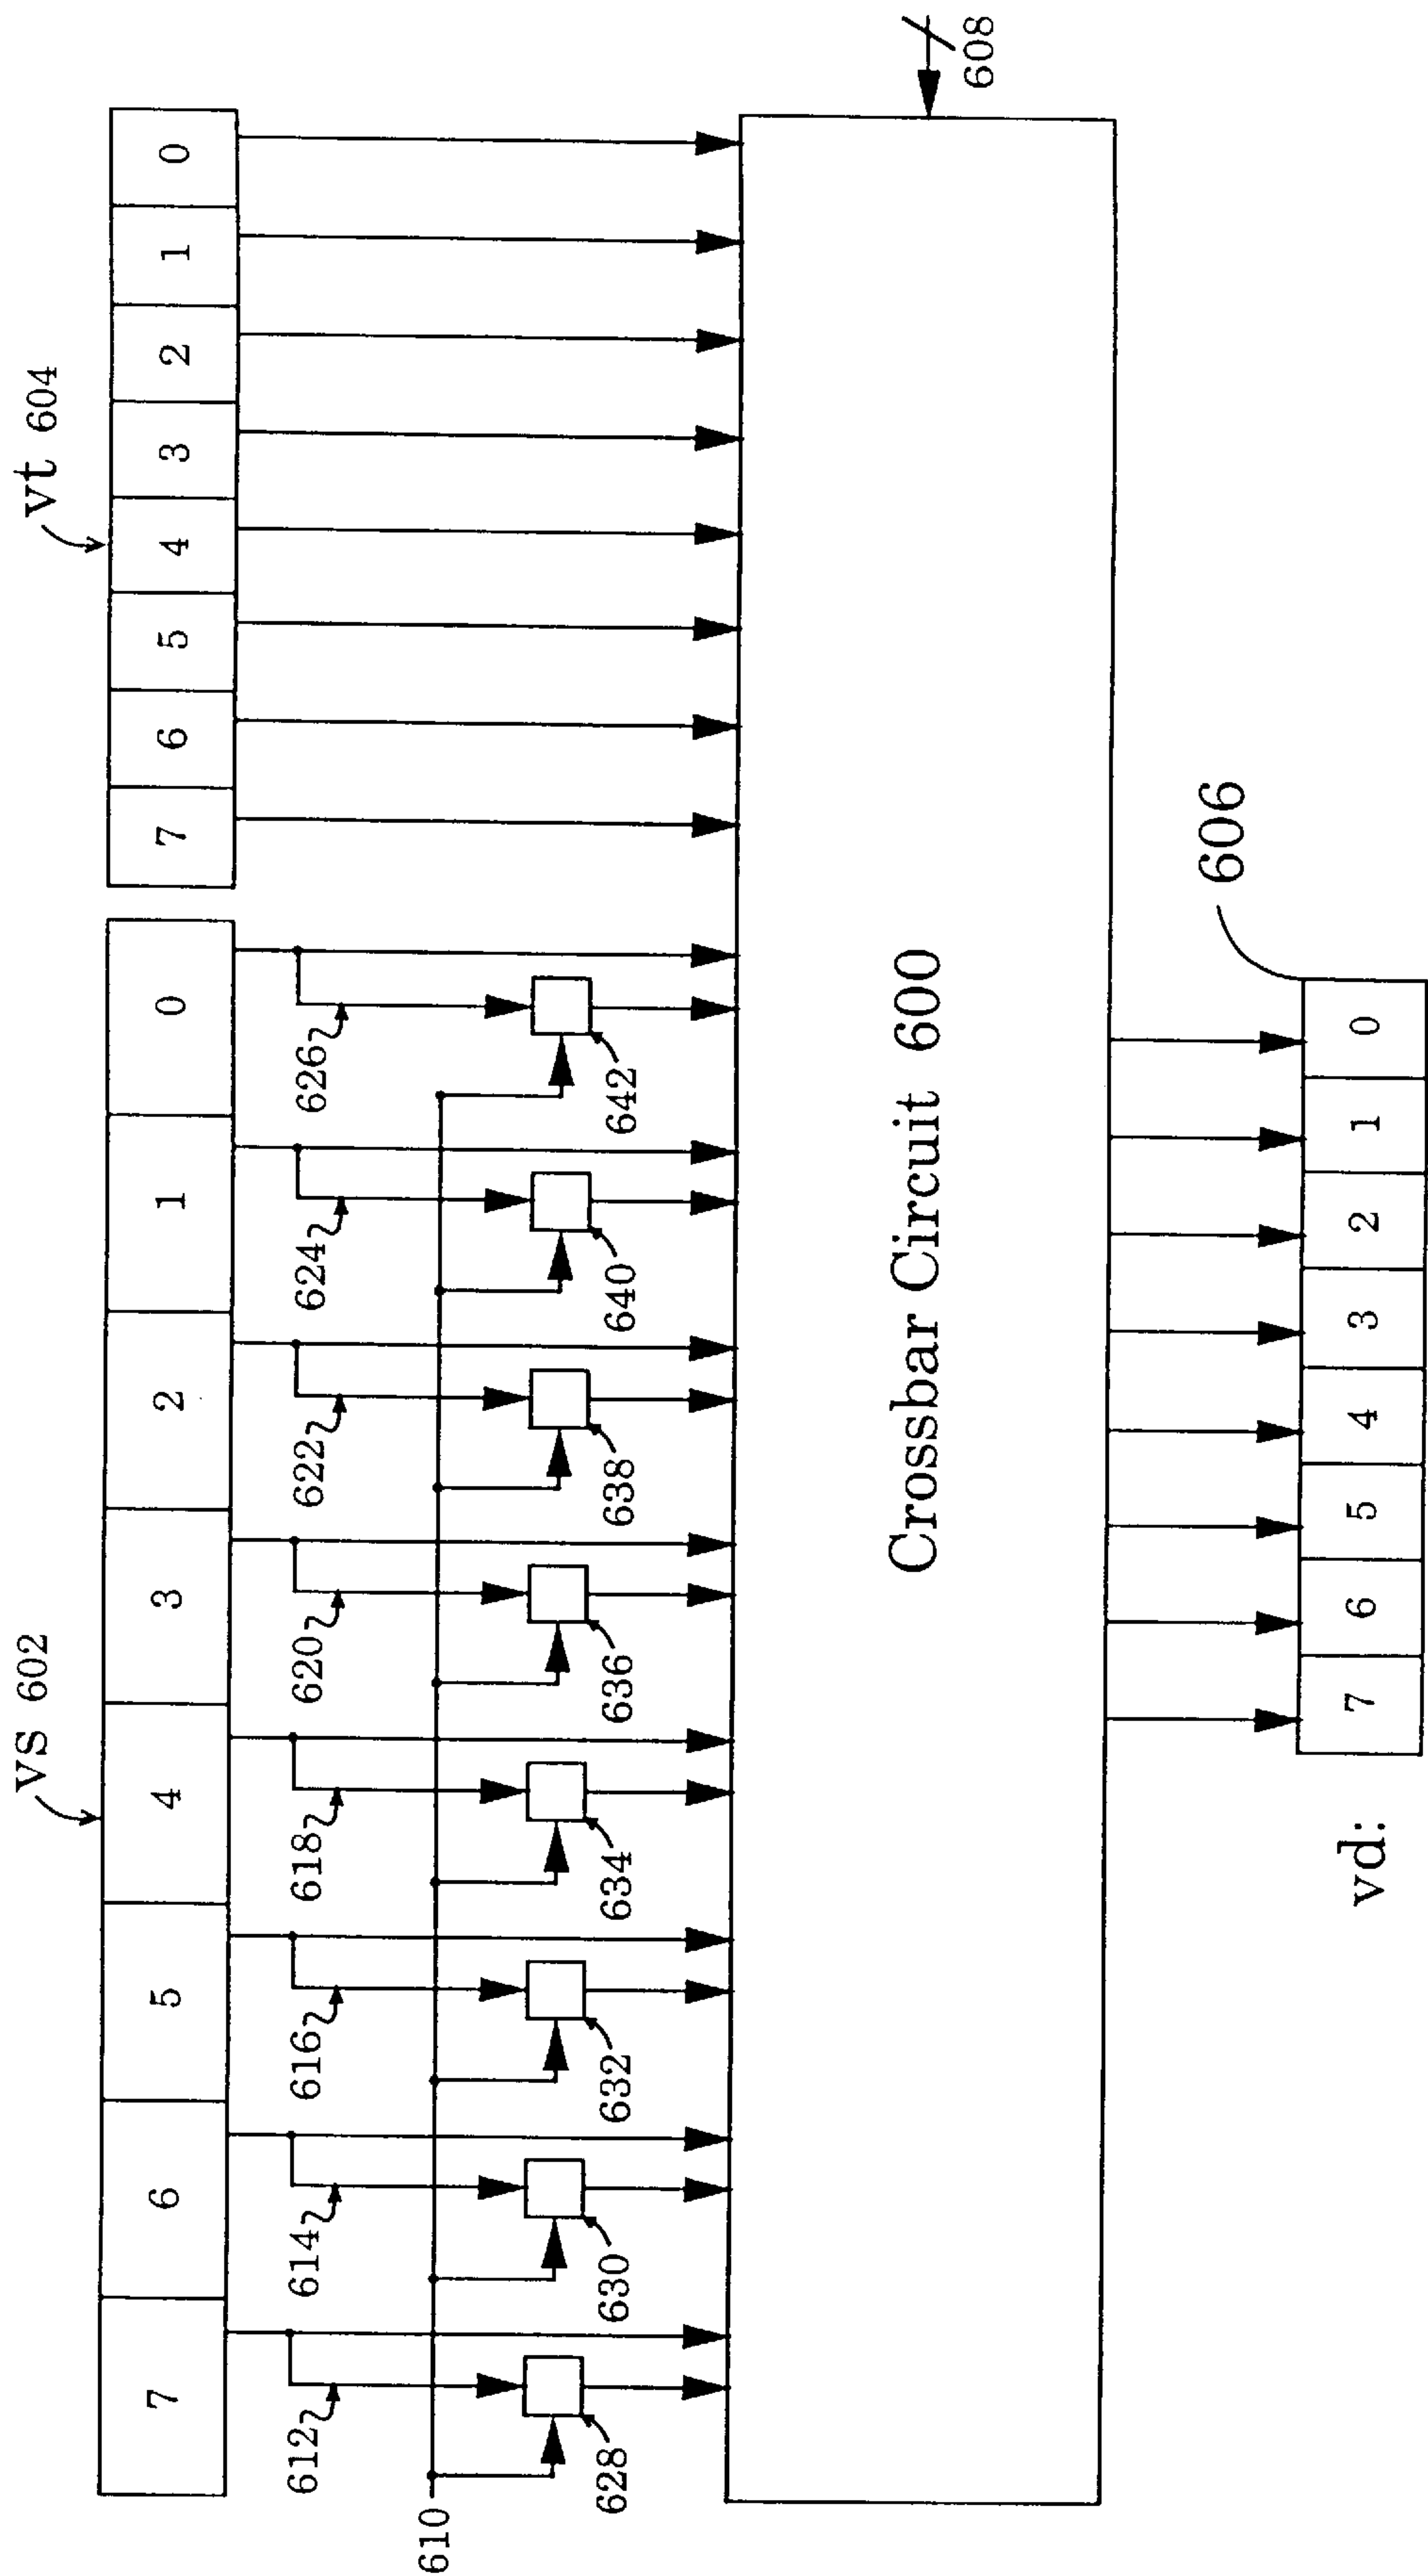 vs 602
vt 604
7 6 5 4 3 2 1 0
7 6 5 4 3 2 1 0
612 614 616 618 620 622 624 626
610
628 630 632 634 636 638 640 642
Crossbar Circuit 600
608
606
vd: 7 6 5 4 3 2 1 0